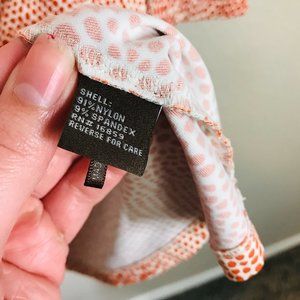 SHELL:
91%NYLON
9% SPANDEX
RN# 16859
REVERSE FOR CARE